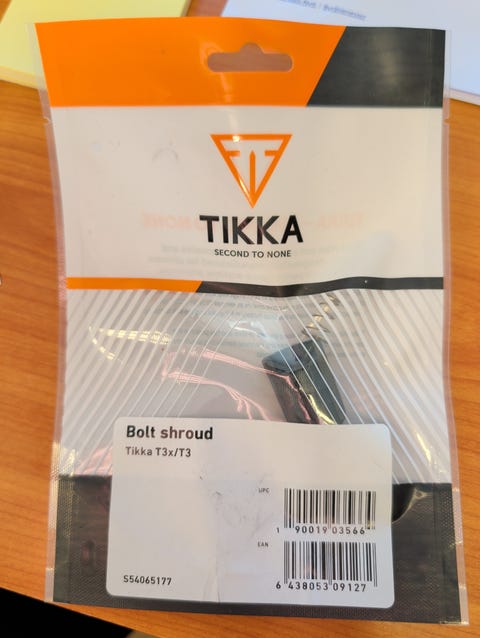 TIKKA
SECOND TO NONE
Bolt shroud
Tikka T3x/T3
UPC
1 90019 03566
EAN
6 438053 09127
S54065177